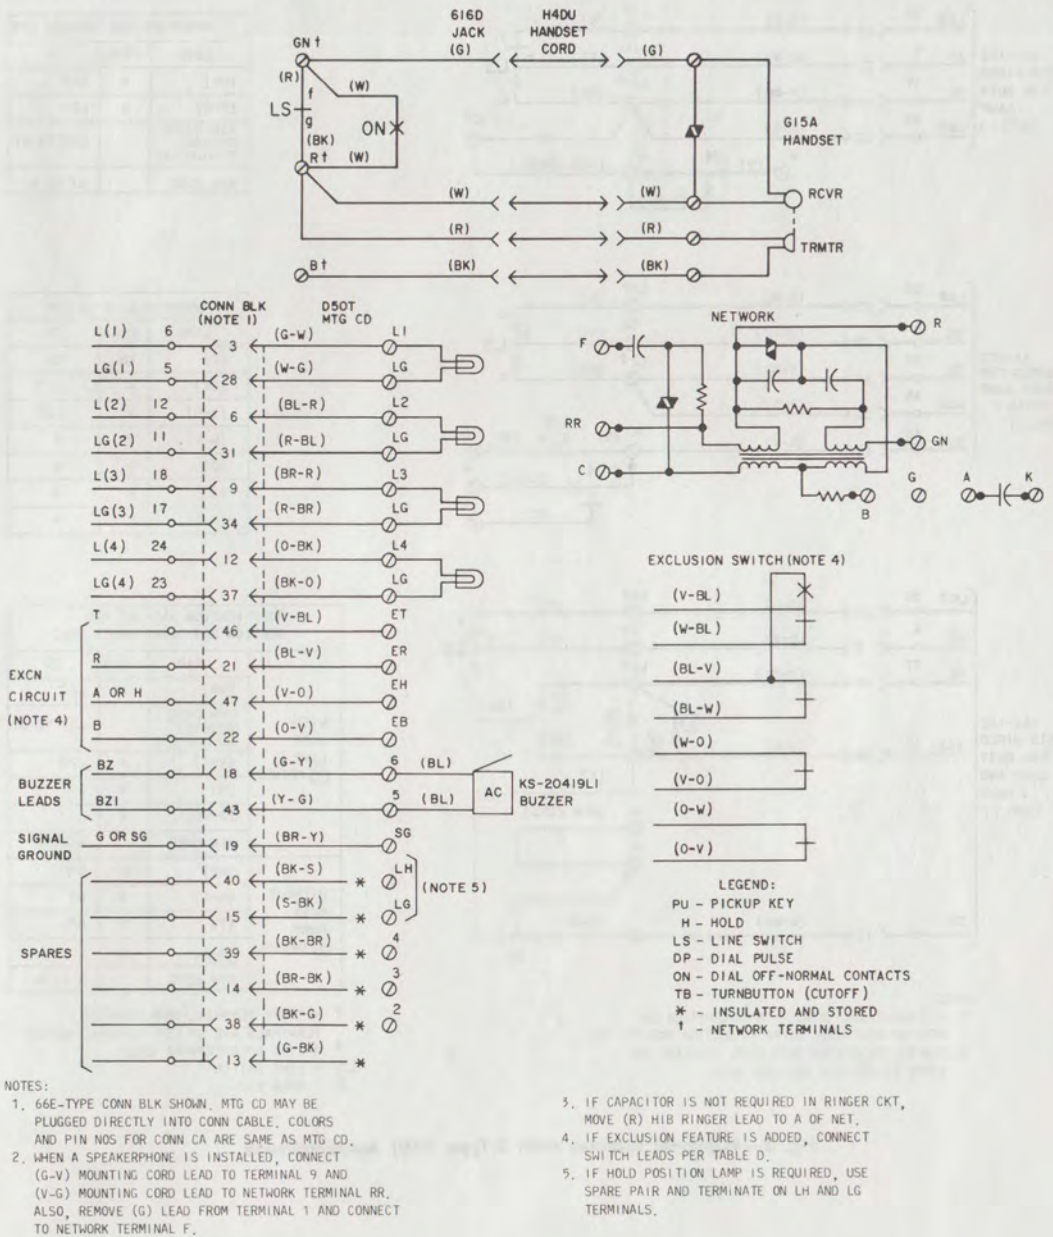 616D JACK (G)
H4DU HANDSET CORD
(G)
GN †
(R)
f
(W)
LS
g
ON
(BK)
R†
(W)
G15A HANDSET
(W)
(W)
RCVR
(R)
(R)
TRMTR
B†
(BK)
(BK)
CONN BLK (NOTE 1)
D50T MTG CD
L(1) 6 3 (G-W) L1
LG(1) 5 28 (W-G) LG
L(2) 12 6 (BL-R) L2
LG(2) 11 31 (R-BL) LG
L(3) 18 9 (BR-R) L3
LG(3) 17 34 (R-BR) LG
L(4) 24 12 (O-BK) L4
LG(4) 23 37 (BK-O) LG
EXCN CIRCUIT (NOTE 4)
T 46 (V-BL) ET
R 21 (BL-V) ER
A OR H 47 (V-O) EH
B 22 (O-V) EB
BUZZER LEADS
BZ 18 (G-Y) 6 (BL)
BZ1 43 (Y-G) 5 (BL)
AC KS-20419L1 BUZZER
SIGNAL GROUND
G OR SG 19 (BR-Y) SG
SPARES
40 (BK-S) * LH
15 (S-BK) * LG
(NOTE 5)
39 (BK-BR) * 4
14 (BR-BK) * 3
38 (BK-G) * 2
13 (G-BK) *
NETWORK
F
R
RR
GN
C
B
G
A
K
EXCLUSION SWITCH (NOTE 4)
(V-BL)
(W-BL)
(BL-V)
(BL-W)
(W-O)
(V-O)
(O-W)
(O-V)
LEGEND:
PU - PICKUP KEY
H - HOLD
LS - LINE SWITCH
DP - DIAL PULSE
ON - DIAL OFF-NORMAL CONTACTS
TB - TURNBUTTON (CUTOFF)
* - INSULATED AND STORED
† - NETWORK TERMINALS
NOTES:
1. 66E-TYPE CONN BLK SHOWN. MTG CD MAY BE
PLUGGED DIRECTLY INTO CONN CABLE. COLORS
AND PIN NOS FOR CONN CA ARE SAME AS MTG CD.
2. WHEN A SPEAKERPHONE IS INSTALLED, CONNECT
(G-V) MOUNTING CORD LEAD TO TERMINAL 9 AND
(V-G) MOUNTING CORD LEAD TO NETWORK TERMINAL RR.
ALSO, REMOVE (G) LEAD FROM TERMINAL 1 AND CONNECT
TO NETWORK TERMINAL F.
3. IF CAPACITOR IS NOT REQUIRED IN RINGER CKT,
MOVE (R) HIB RINGER LEAD TO A OF NET.
4. IF EXCLUSION FEATURE IS ADDED, CONNECT
SWITCH LEADS PER TABLE D.
5. IF HOLD POSITION LAMP IS REQUIRED, USE
SPARE PAIR AND TERMINATE ON LH AND LG
TERMINALS.